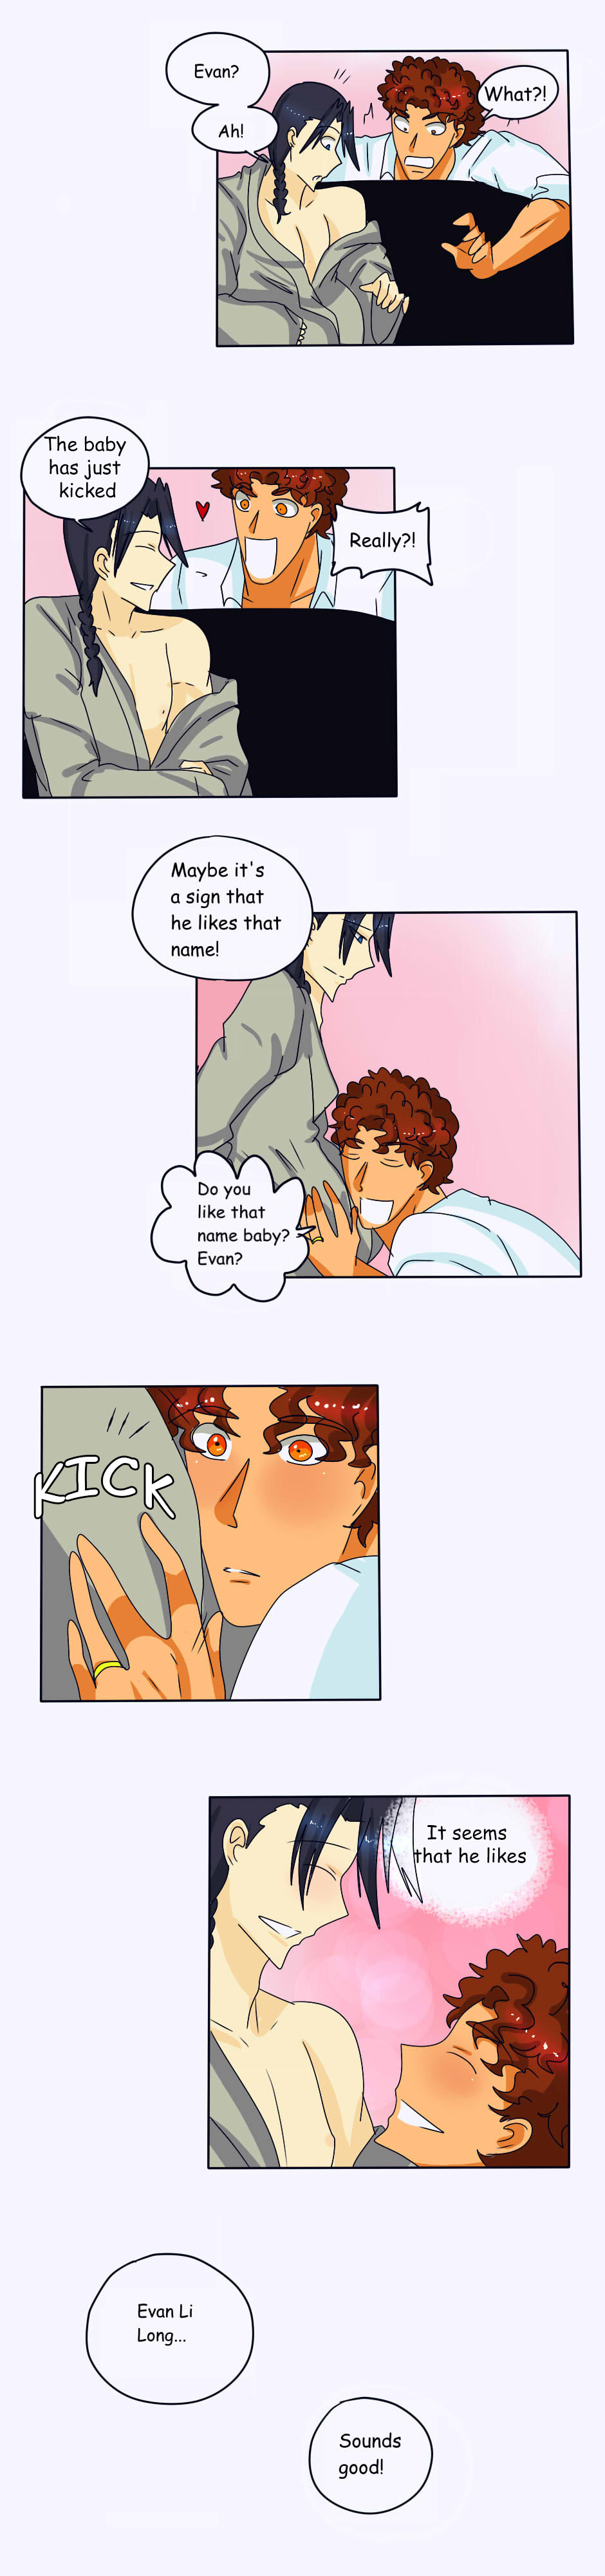 Evan?
Ah!
What?!
The baby
has just
kicked
Really?!
Maybe it's
a sign that
he likes that
name!
Do you
like that
name baby?
Evan?
KICK
It seems
that he likes
Evan Li
Long...
Sounds
good!